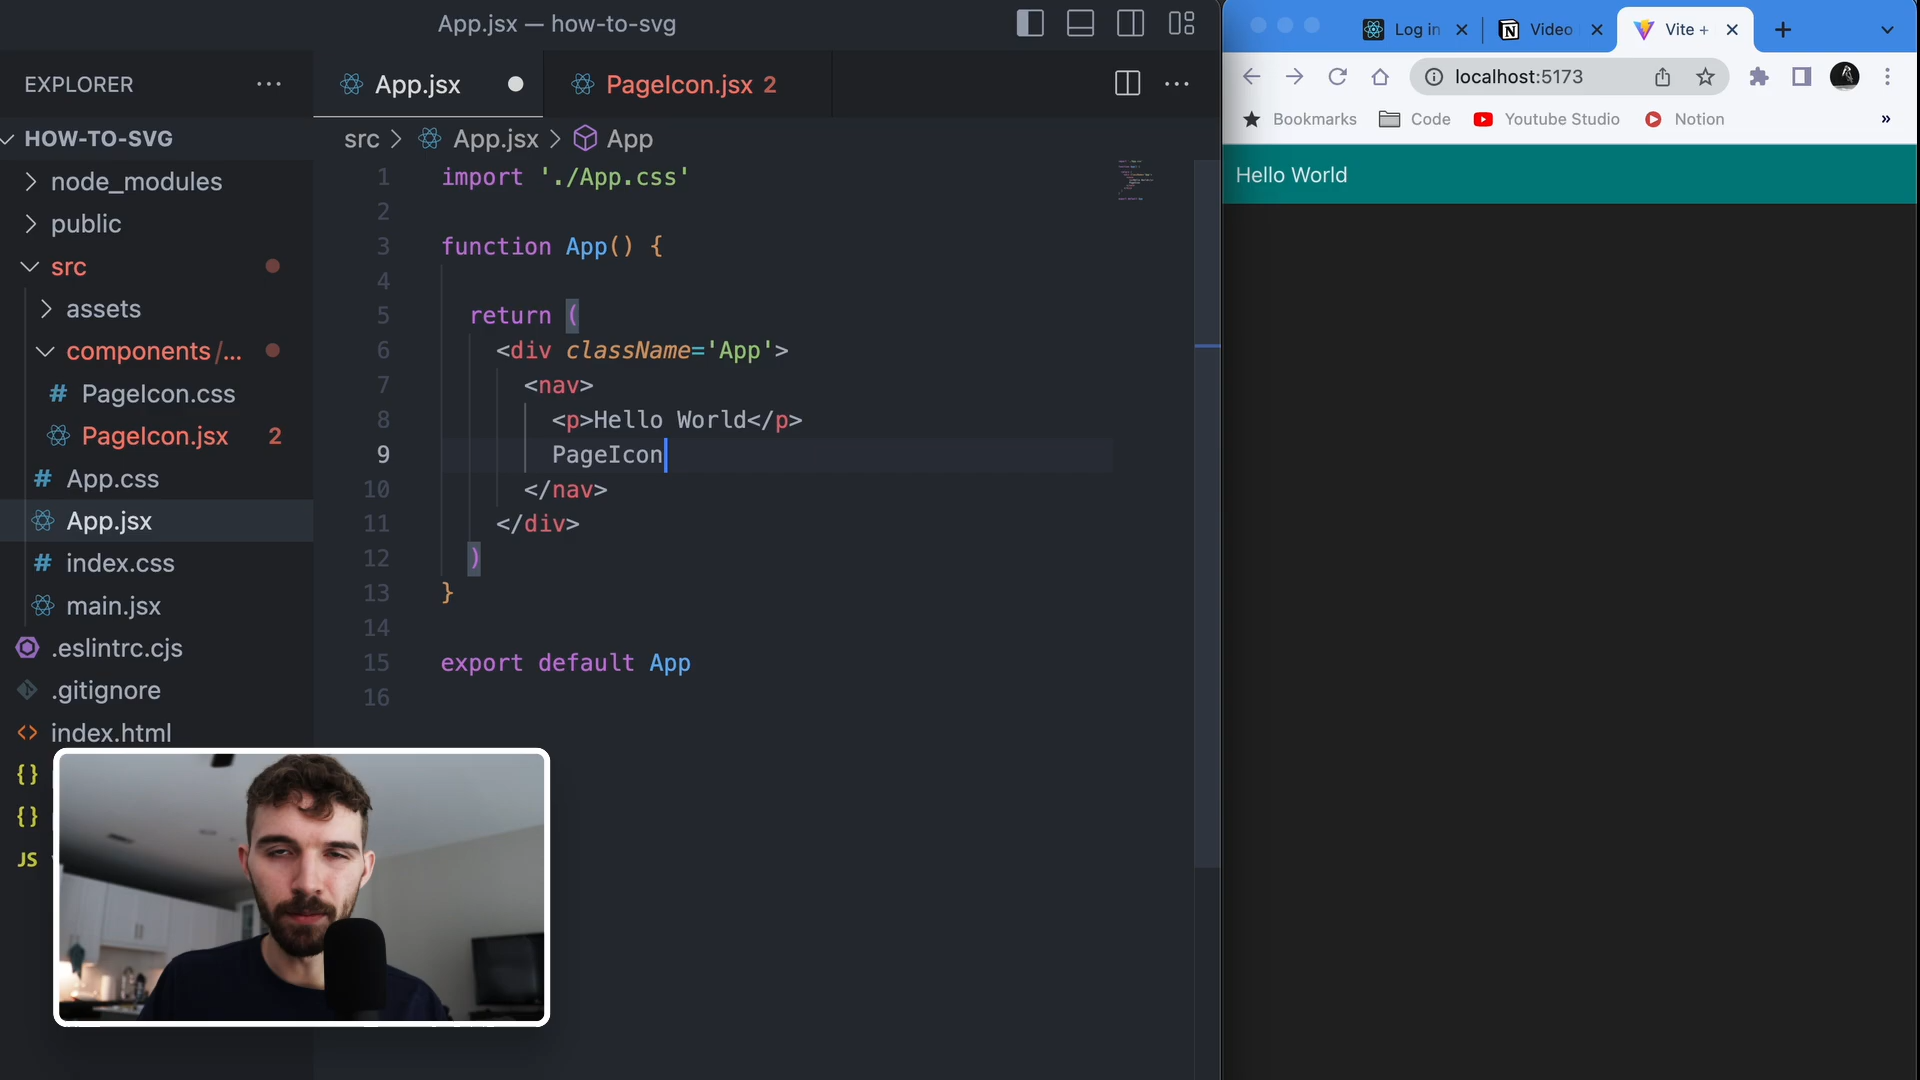 App.jsx — how-to-svg
EXPLORER
HOW-TO-SVG
node_modules
public
src
assets
components/...
PageIcon.css
PageIcon.jsx 2
App.css
App.jsx
index.css
main.jsx
.eslintrc.cjs
.gitignore
index.html
{ }
{ }
JS
App.jsx
PageIcon.jsx 2
src > App.jsx > App
1 import './App.css'
2
3 function App() {
4
5 return (
6 <div className='App'>
7 <nav>
8 <p>Hello World</p>
9 PageIcon
10 </nav>
11 </div>
12 )
13 }
14
15 export default App
16
Log in
Video
Vite +
localhost:5173
Bookmarks
Code
Youtube Studio
Notion
»
Hello World